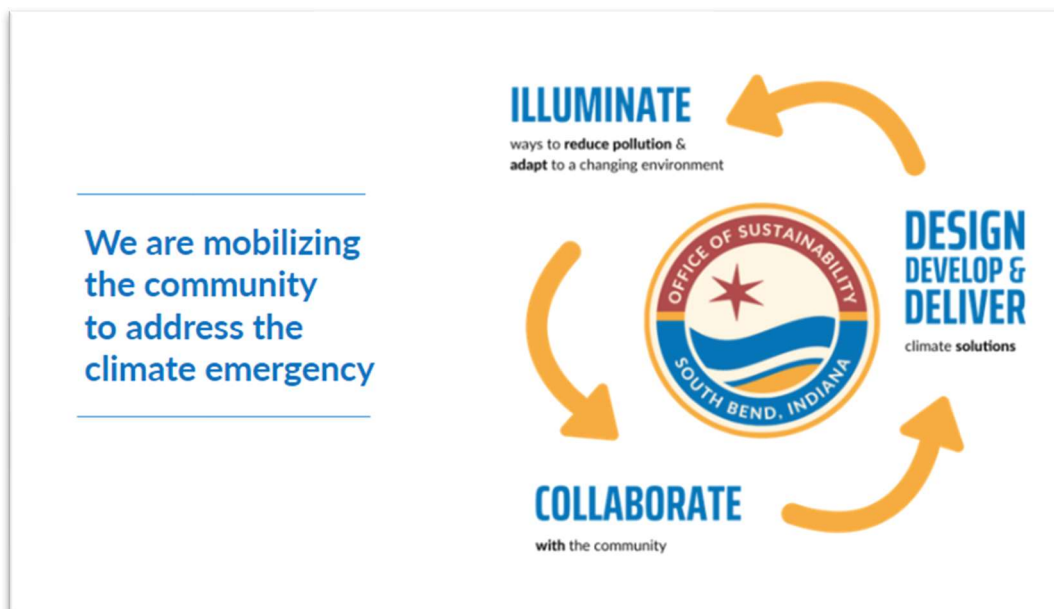 We are mobilizing
the community
to address the
climate emergency
ILLUMINATE
ways to reduce pollution &
adapt to a changing environment
OFFICE OF SUSTAINABILITY
SOUTH BEND, INDIANA
DESIGN
DEVELOP &
DELIVER
climate solutions
COLLABORATE
with the community